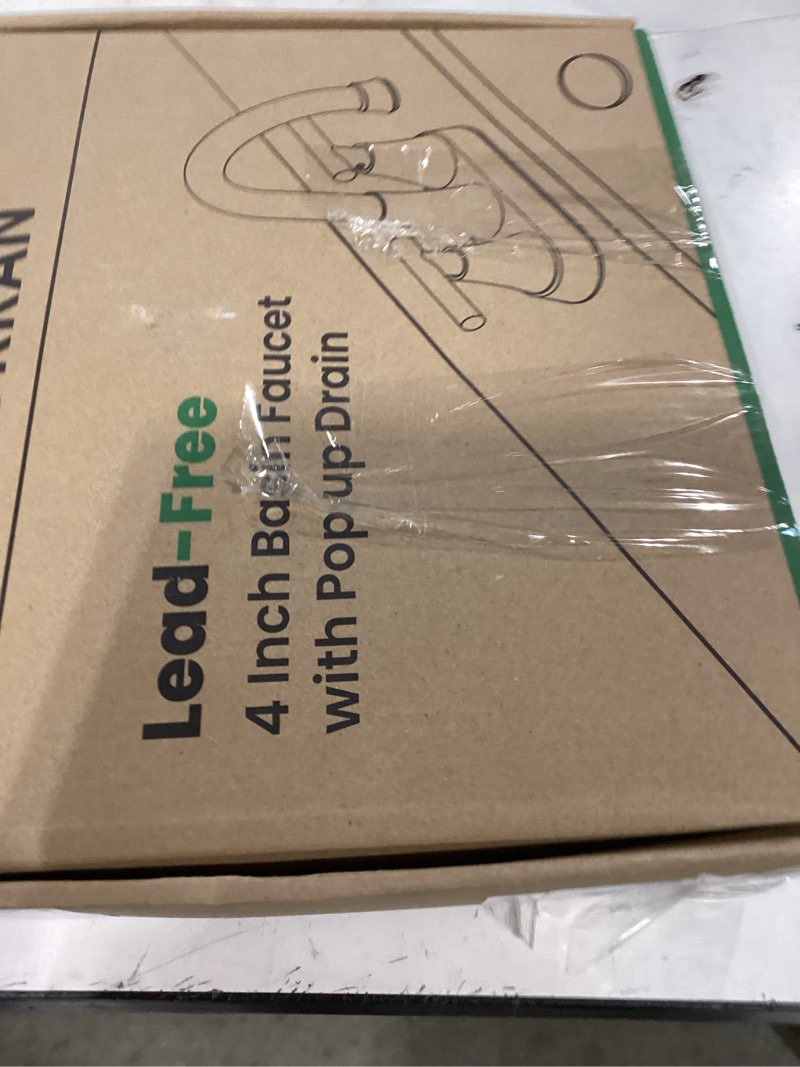 Lead-Free
4 Inch Basin Faucet
with Pop up Drain